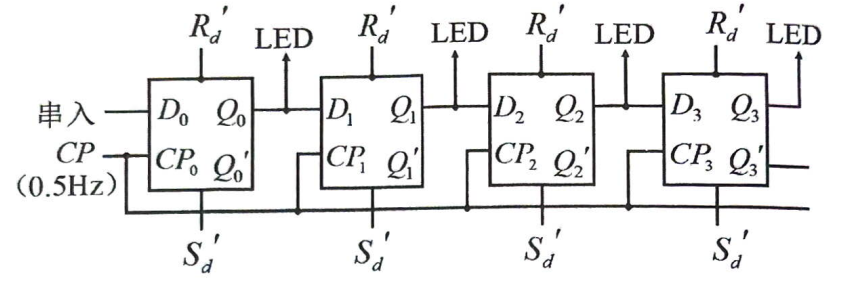 R_d' LED R_d' LED R_d' LED R_d' LED
串入 D_0 Q_0 D_1 Q_1 D_2 Q_2 D_3 Q_3
CP CP_0 Q_0' CP_1 Q_1' CP_2 Q_2' CP_3 Q_3'
(0.5Hz)
S_d' S_d' S_d' S_d'